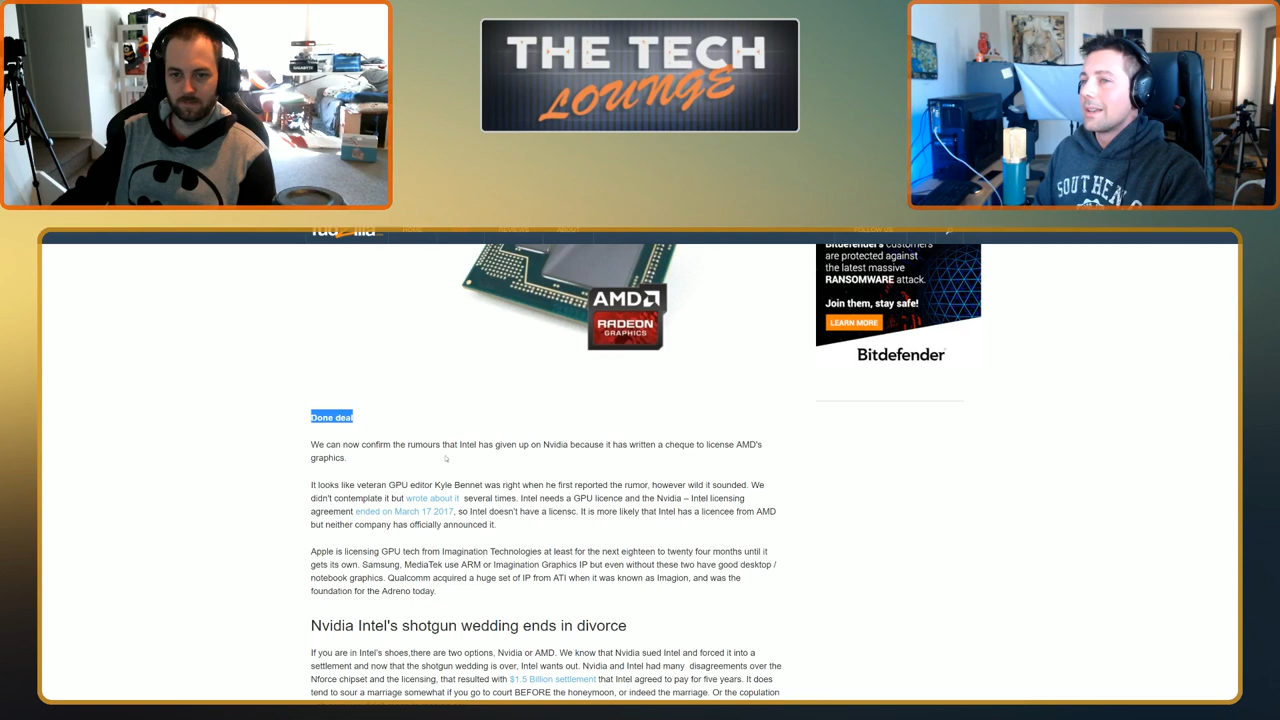 THE TECH
LOUNGE
GIGABYTE
SOUTHERN
fudzilla
HOME
REVIEWS
ABOUT
FOLLOW US
Bitdefender's customers
are protected against
the latest massive
RANSOMWARE attack.
Join them, stay safe!
LEARN MORE
Bitdefender
AMD
RADEON
GRAPHICS
Done deal
We can now confirm the rumours that Intel has given up on Nvidia because it has written a cheque to license AMD's
graphics.
It looks like veteran GPU editor Kyle Bennet was right when he first reported the rumor, however wild it sounded. We
didn't contemplate it but wrote about it several times. Intel needs a GPU licence and the Nvidia – Intel licensing
agreement ended on March 17 2017, so Intel doesn't have a licensc. It is more likely that Intel has a licencee from AMD
but neither company has officially announced it.
Apple is licensing GPU tech from Imagination Technologies at least for the next eighteen to twenty four months until it
gets its own. Samsung, MediaTek use ARM or Imagination Graphics IP but even without these two have good desktop /
notebook graphics. Qualcomm acquired a huge set of IP from ATI when it was known as Imagion, and was the
foundation for the Adreno today.
Nvidia Intel's shotgun wedding ends in divorce
If you are in Intel's shoes,there are two options, Nvidia or AMD. We know that Nvidia sued Intel and forced it into a
settlement and now that the shotgun wedding is over, Intel wants out. Nvidia and Intel had many disagreements over the
Nforce chipset and the licensing, that resulted with $1.5 Billion settlement that Intel agreed to pay for five years. It does
tend to sour a marriage somewhat if you go to court BEFORE the honeymoon, or indeed the marriage. Or the copulation